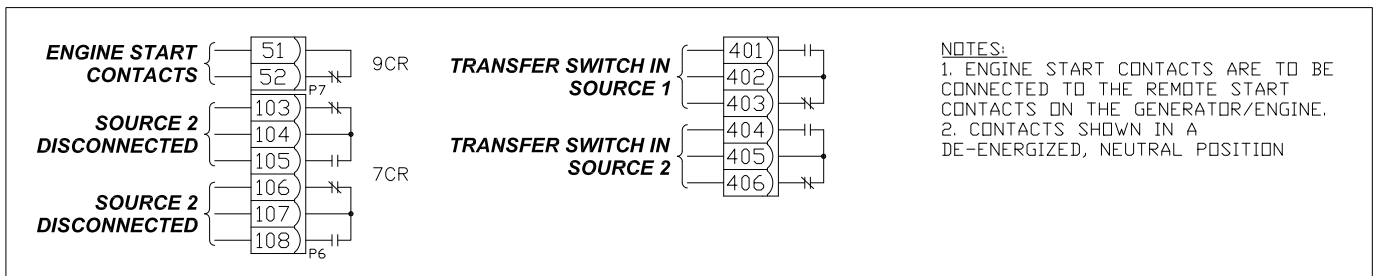 ENGINE START
CONTACTS
51
52
P7
9CR
SOURCE 2
DISCONNECTED
103
104
105
7CR
SOURCE 2
DISCONNECTED
106
107
108
P6
TRANSFER SWITCH IN
SOURCE 1
401
402
403
TRANSFER SWITCH IN
SOURCE 2
404
405
406
NOTES:
1. ENGINE START CONTACTS ARE TO BE
CONNECTED TO THE REMOTE START
CONTACTS ON THE GENERATOR/ENGINE.
2. CONTACTS SHOWN IN A
DE-ENERGIZED, NEUTRAL POSITION